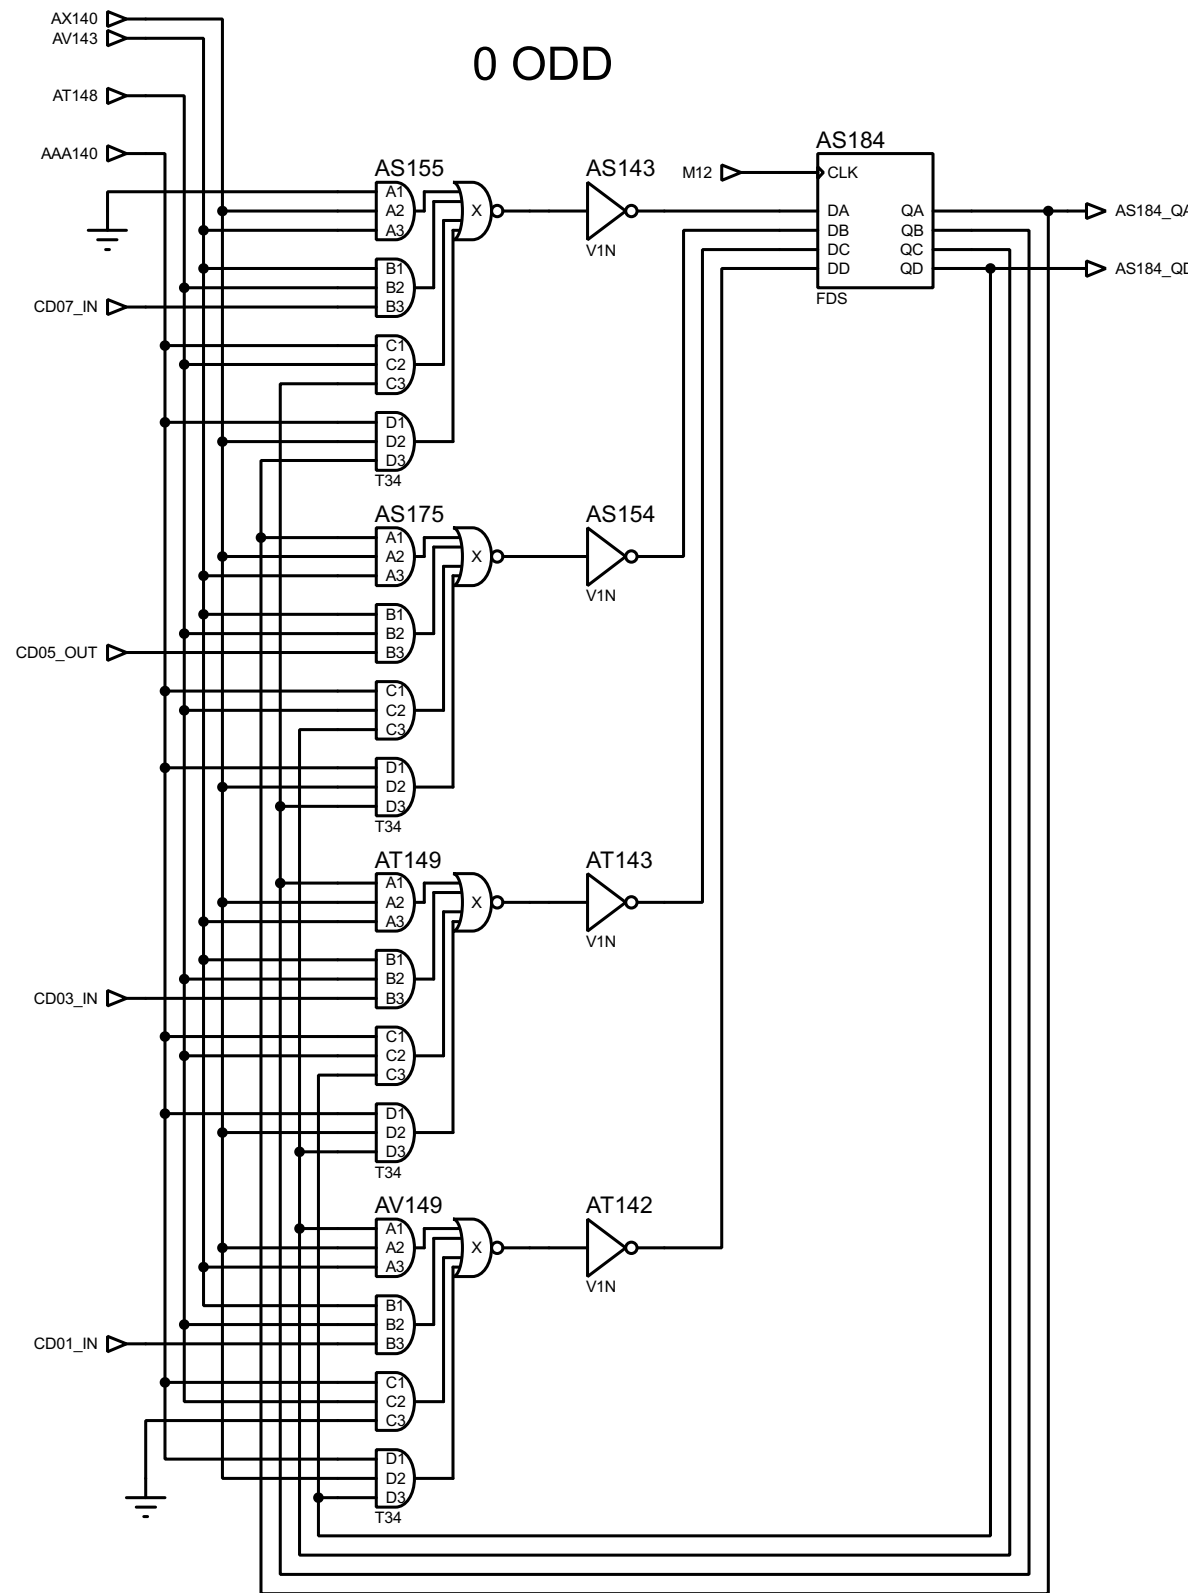 AX140
AV143
0 ODD
AT148
AAA140
AS184
AS155
AS143
M12
CLK
A1
A2
A3
X
V1N
DA
DB
DC
DD
QA
QB
QC
QD
FDS
AS184_QA
AS184_QD
B1
B2
B3
CD07_IN
C1
C2
C3
D1
D2
D3
T34
AS175
AS154
A1
A2
A3
X
V1N
B1
B2
B3
CD05_OUT
C1
C2
C3
D1
D2
D3
T34
AT149
AT143
A1
A2
A3
X
V1N
B1
B2
B3
CD03_IN
C1
C2
C3
D1
D2
D3
T34
AV149
AT142
A1
A2
A3
X
V1N
B1
B2
B3
CD01_IN
C1
C2
C3
D1
D2
D3
T34